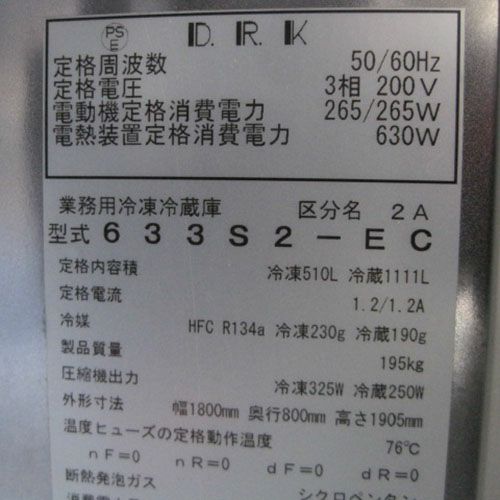 PS
E
D.R.K
定格周波数 50/60Hz
定格電圧 3相 200V
電動機定格消費電力 265/265W
電熱装置定格消費電力 630W
業務用冷凍冷蔵庫 区分名 2A
型式 633S2-EC
定格内容積 冷凍510L 冷蔵1111L
定格電流 1.2/1.2A
冷媒 HFC R134a 冷凍230g 冷蔵190g
製品質量 195kg
圧縮機出力 冷凍325W 冷蔵250W
外形寸法 幅1800mm 奥行800mm 高さ1905mm
温度ヒューズの定格動作温度 76℃
nF=0 nR=0 dF=0 dR=0
断熱発泡ガス シクロペンタン